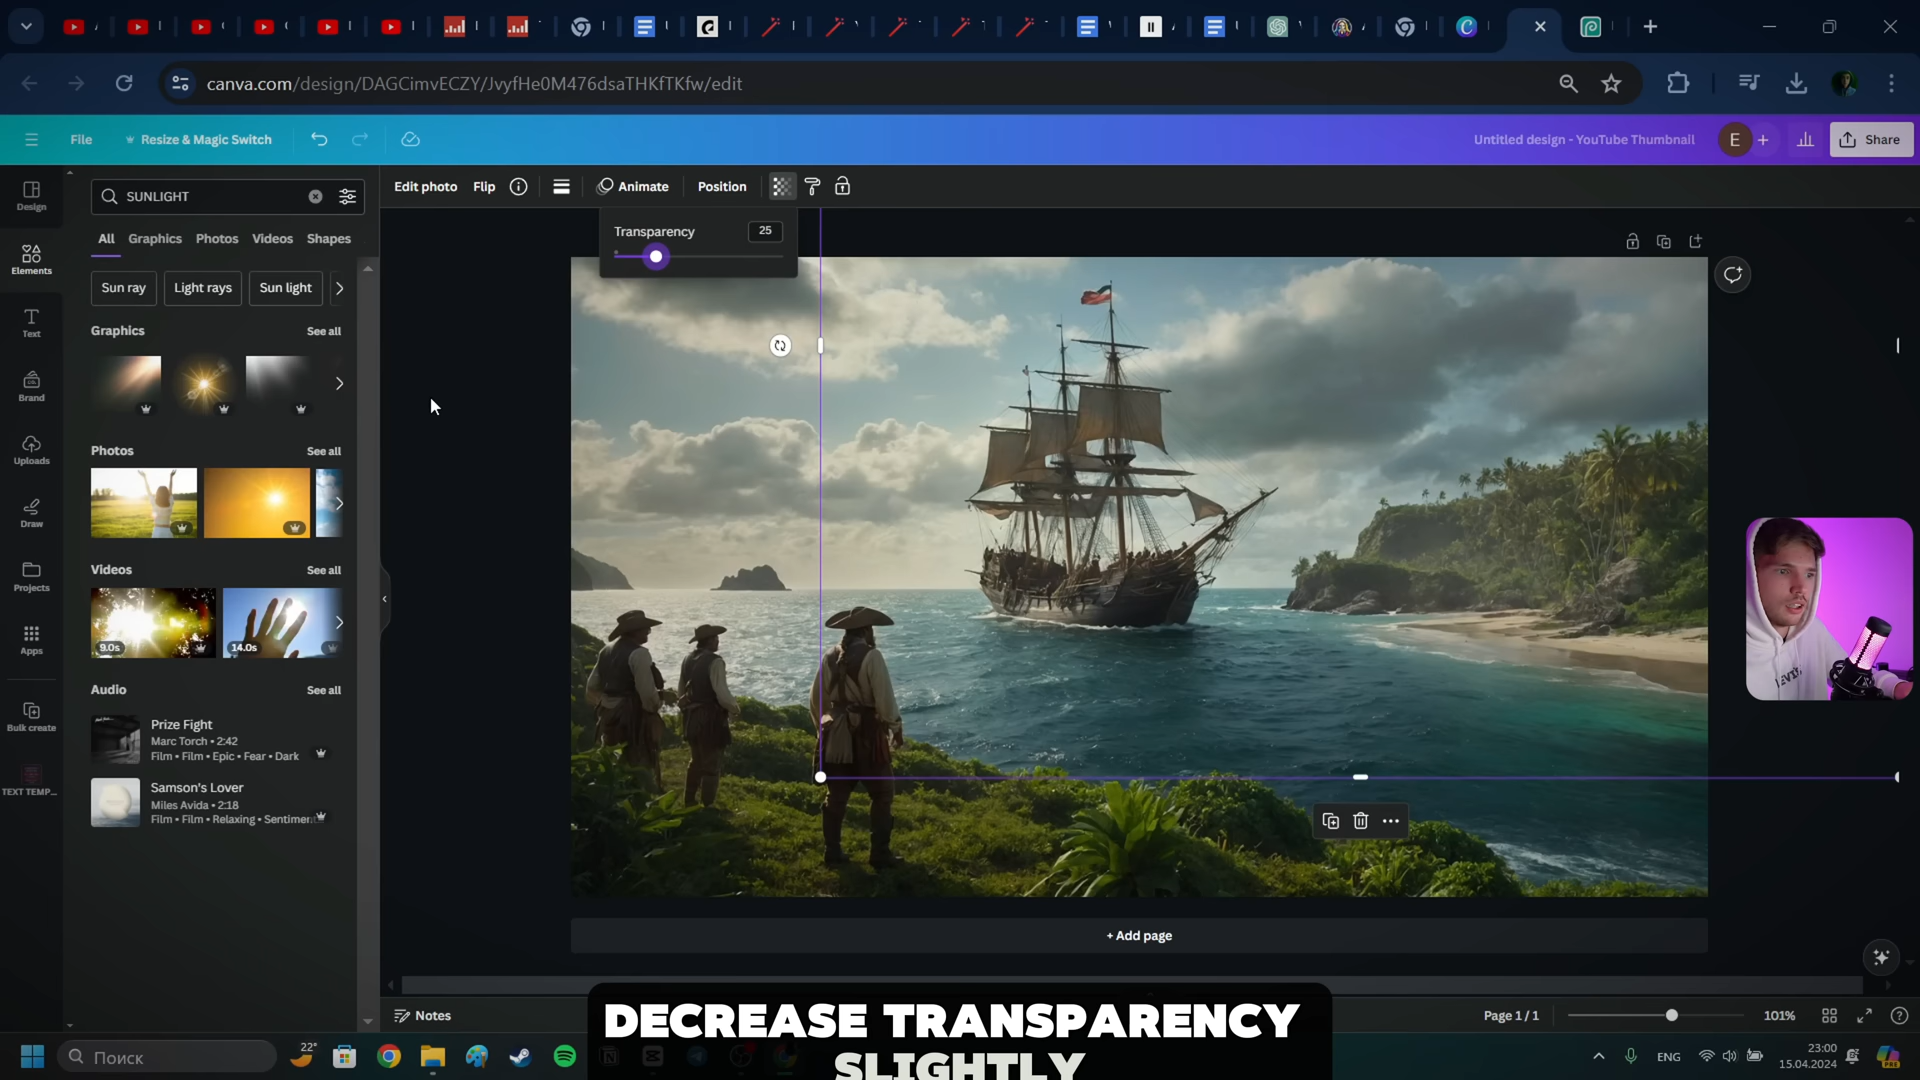 canva.com/design/DAGCimvECZY/JvyfHe0M476dsaTHKfTKfw/edit
File
Resize & Magic Switch
Untitled design - YouTube Thumbnail
E
Share
Design
Elements
Text
Brand
Uploads
Draw
Projects
Apps
Bulk create
TEXT TEMP...
SUNLIGHT
All Graphics Photos Videos Shapes
Sun ray Light rays Sun light
Graphics See all
Photos See all
Videos See all
9.0s 14.0s
Audio See all
Prize Fight
Marc Torch • 2:42
Film • Film • Epic • Fear • Dark
Samson's Lover
Miles Avida • 2:18
Film • Film • Relaxing • Sentimen
Edit photo Flip Animate Position
Transparency 25
+ Add page
Notes
Page 1 / 1
101%
DECREASE TRANSPARENCY
SLIGHTLY
Поиск
22°
ENG
23:00
15.04.2024